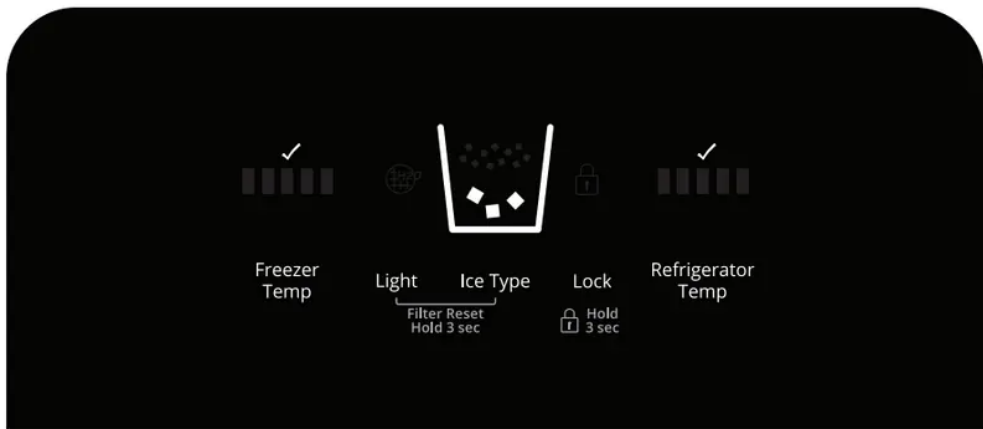 Freezer
Temp
Light
Ice Type
Lock
Refrigerator
Temp
Filter Reset
Hold 3 sec
Hold
3 sec